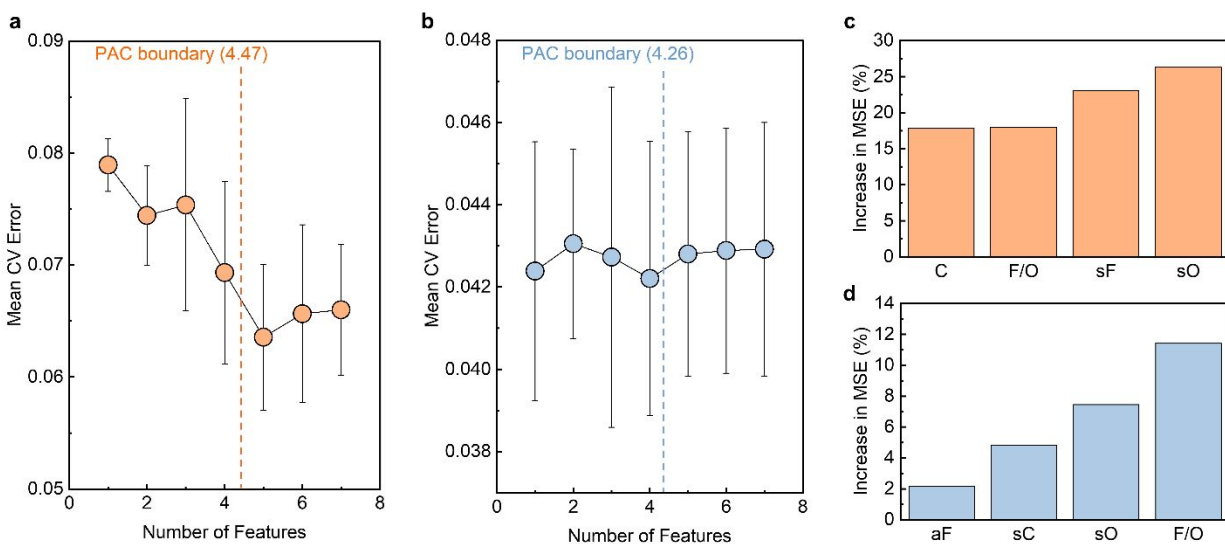 a
PAC boundary (4.47)
0.09
0.08
0.07
0.06
0.05
Mean CV Error
0 2 4 6 8
Number of Features
b
PAC boundary (4.26)
0.048
0.046
0.044
0.042
0.040
0.038
Mean CV Error
0 2 4 6 8
Number of Features
c
30
25
20
15
10
5
0
Increase in MSE (%)
C F/O sF sO
d
14
12
10
8
6
4
2
0
Increase in MSE (%)
aF sC sO F/O